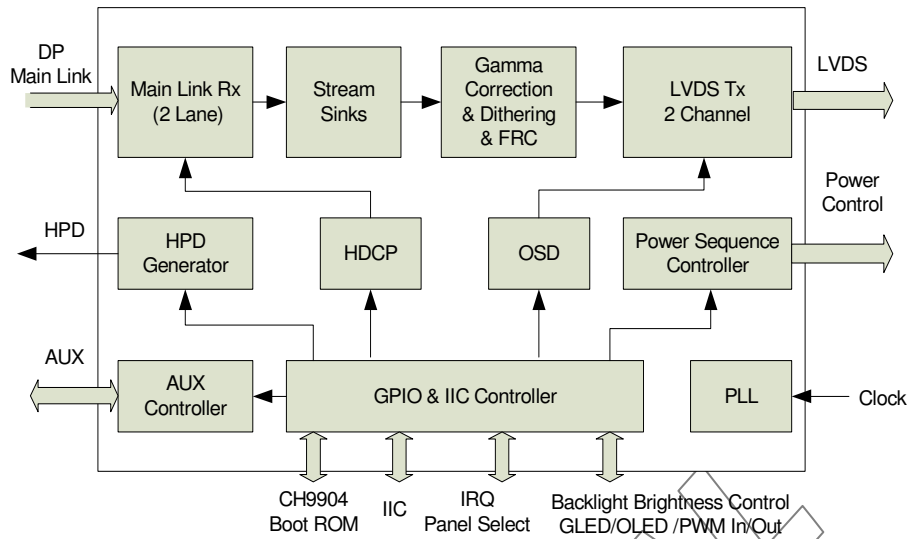 DP
Main Link
Main Link Rx
(2 Lane)
Stream
Sinks
Gamma
Correction
& Dithering
& FRC
LVDS Tx
2 Channel
LVDS
HPD
HPD
Generator
HDCP
OSD
Power Sequence
Controller
Power
Control
AUX
AUX
Controller
GPIO & IIC Controller
PLL
Clock
CH9904
Boot ROM
IIC
IRQ
Panel Select
Backlight Brightness Control
GLED/OLED /PWM In/Out